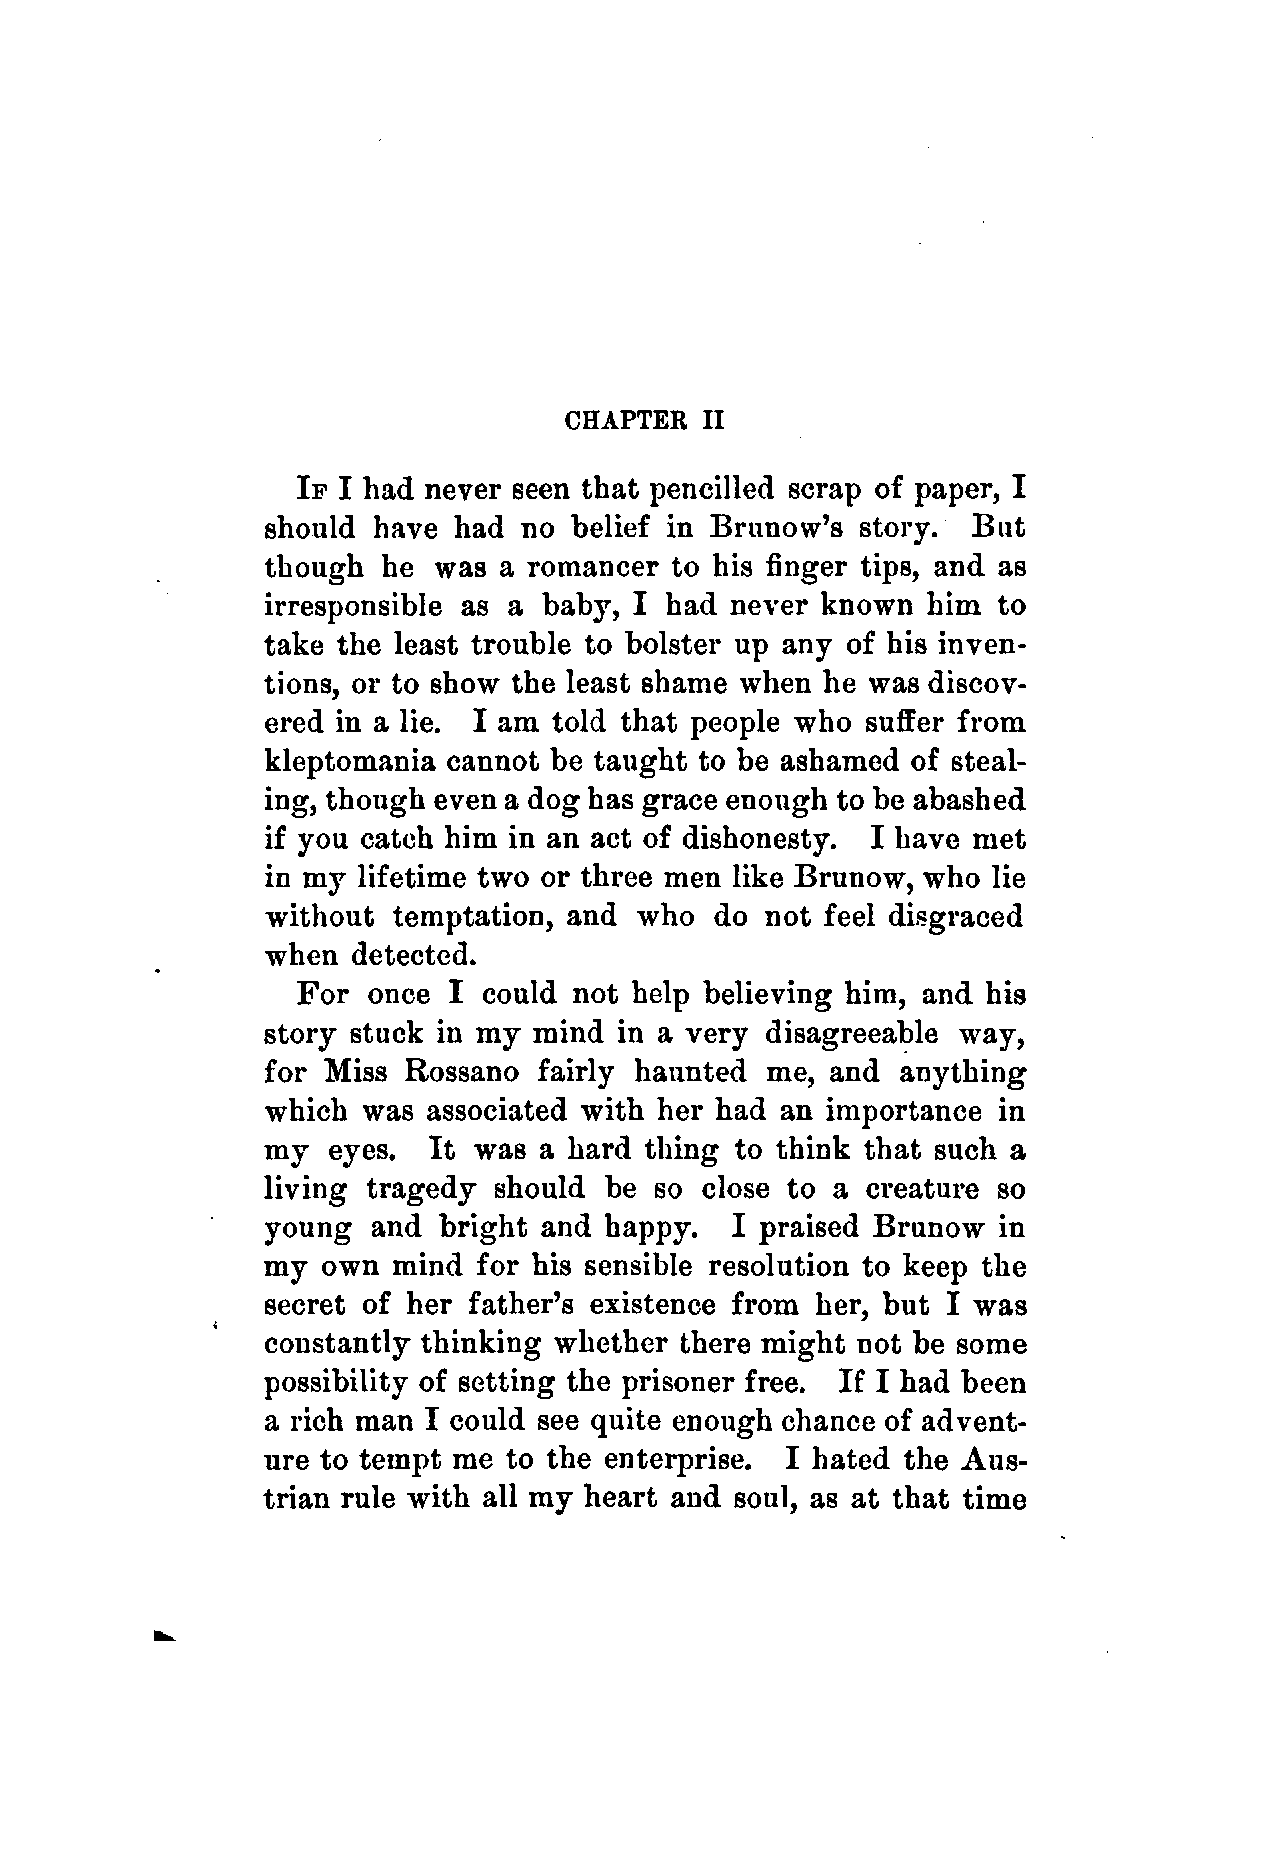 CHAPTER II
If I had never seen that pencilled scrap of paper, I
should have had no belief in Brunow's story. But
though he was a romancer to his finger tips, and as
irresponsible as a baby, I had never known him to
take the least trouble to bolster up any of his inven-
tions, or to show the least shame when he was discov-
ered in a lie. I am told that people who suffer from
kleptomania cannot be taught to be ashamed of steal-
ing, though even a dog has grace enough to be abashed
if you catch him in an act of dishonesty. I have met
in my lifetime two or three men like Brunow, who lie
without temptation, and who do not feel disgraced
when detected.
For once I could not help believing him, and his
story stuck in my mind in a very disagreeable way,
for Miss Rossano fairly haunted me, and anything
which was associated with her had an importance in
my eyes. It was a hard thing to think that such a
living tragedy should be so close to a creature so
young and bright and happy. I praised Brunow in
my own mind for his sensible resolution to keep the
secret of her father's existence from her, but I was
constantly thinking whether there might not be some
possibility of setting the prisoner free. If I had been
a rich man I could see quite enough chance of advent-
ure to tempt me to the enterprise. I hated the Aus-
trian rule with all my heart and soul, as at that time